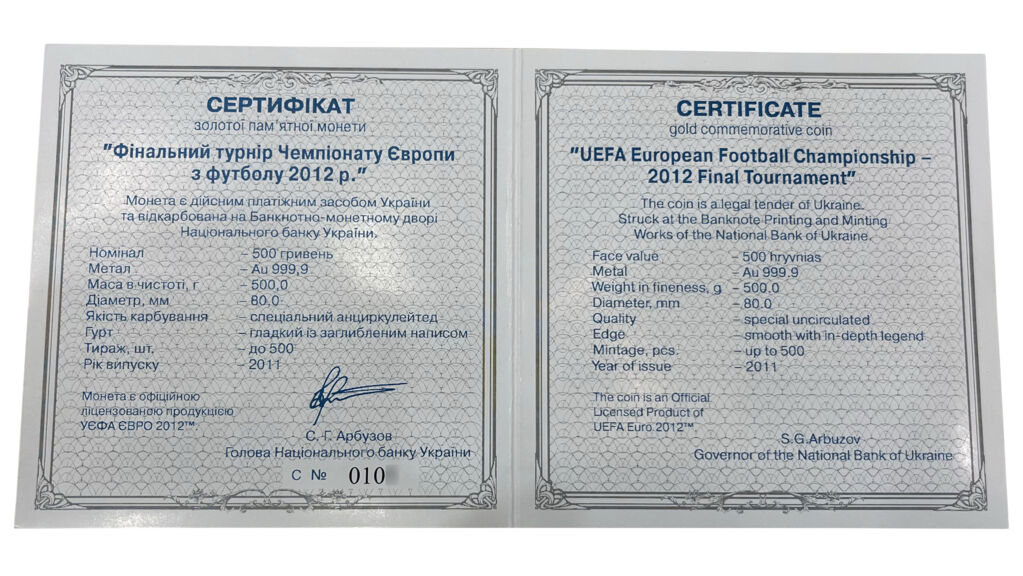 СЕРТИФІКАТ
золотої пам'ятної монети
"Фінальний турнір Чемпіонату Європи
з футболу 2012 р."
Монета є дійсним платіжним засобом України
та відкарбована на Банкнотно-монетному дворі
Національного банку України.
Номінал – 500 гривень
Метал – Au 999,9
Маса в чистоті, г – 500,0
Діаметр, мм – 80,0
Якість карбування – спеціальний анциркулейтед
Гурт – гладкий із заглибленим написом
Тираж, шт. – до 500
Рік випуску – 2011
Монета є офіційною
ліцензованою продукцією
УЄФА ЄВРО 2012™.
С. Г. Арбузов
Голова Національного банку України
С № 010
CERTIFICATE
gold commemorative coin
"UEFA European Football Championship –
2012 Final Tournament"
The coin is a legal tender of Ukraine.
Struck at the Banknote Printing and Minting
Works of the National Bank of Ukraine.
Face value – 500 hryvnias
Metal – Au 999.9
Weight in fineness, g – 500.0
Diameter, mm – 80.0
Quality – special uncirculated
Edge – smooth with in-depth legend
Mintage, pcs. – up to 500
Year of issue – 2011
The coin is an Official
Licensed Product of
UEFA Euro 2012™
S.G.Arbuzov
Governor of the National Bank of Ukraine